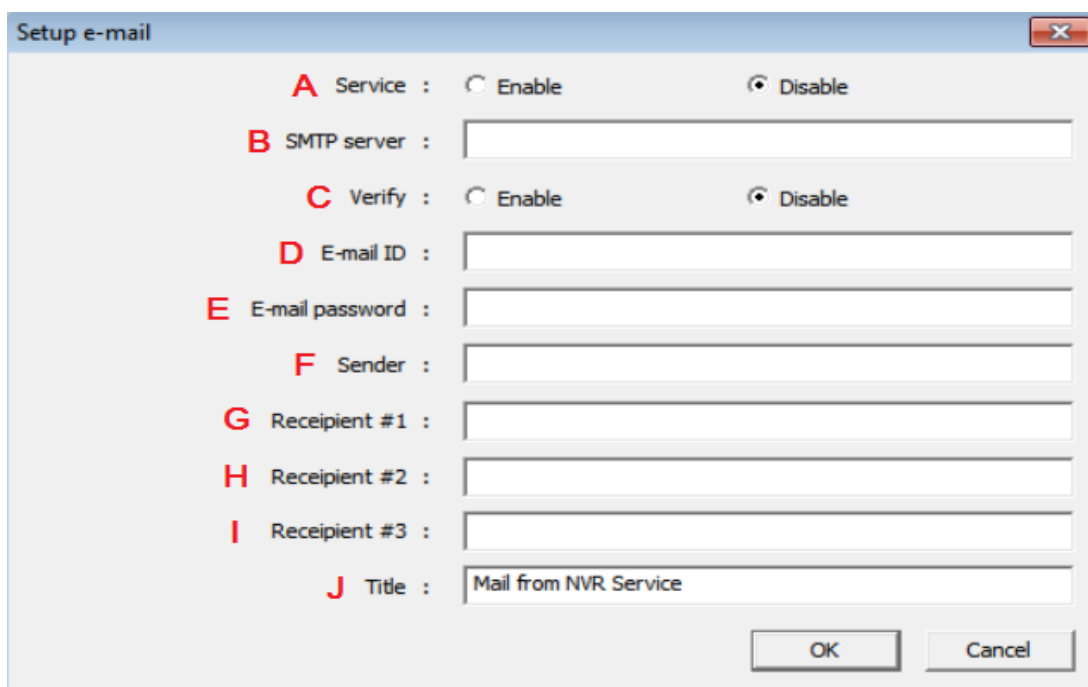 Setup e-mail
A Service : Enable Disable
B SMTP server :
C Verify : Enable Disable
D E-mail ID :
E E-mail password :
F Sender :
G Receipient #1 :
H Receipient #2 :
I Receipient #3 :
J Title : Mail from NVR Service
OK Cancel